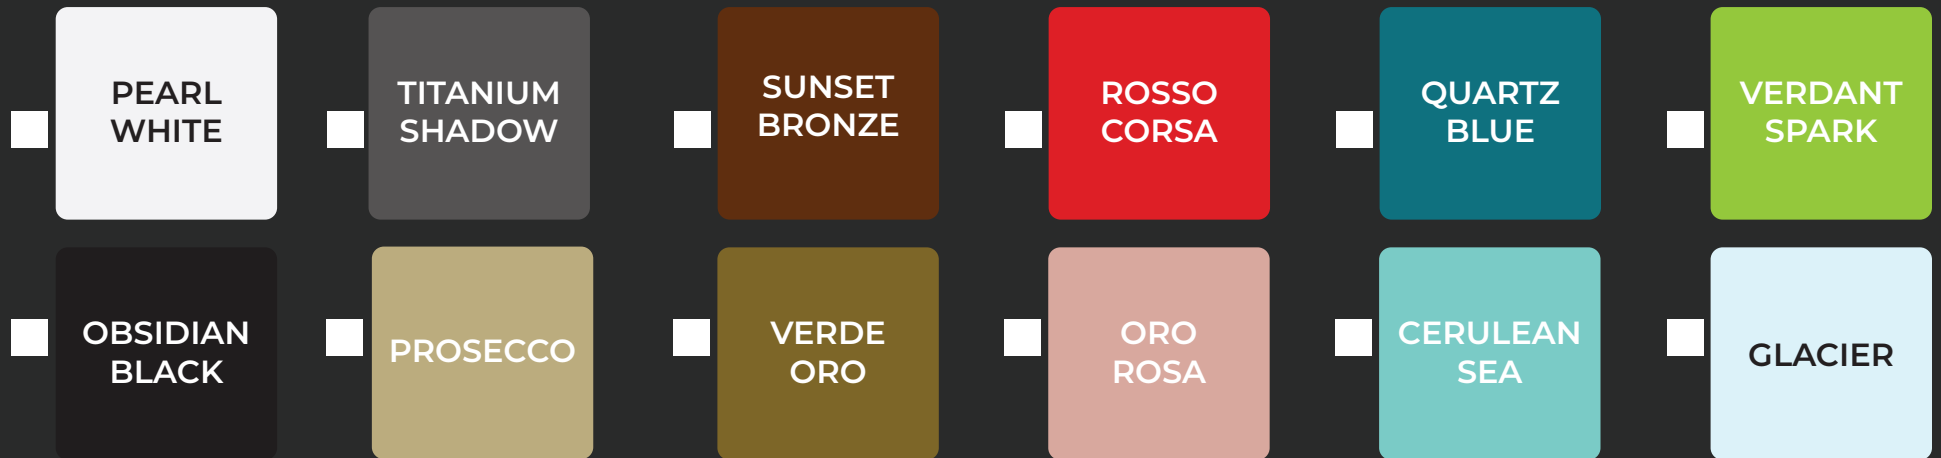 PEARL
WHITE
TITANIUM
SHADOW
SUNSET
BRONZE
ROSSO
CORSA
QUARTZ
BLUE
VERDANT
SPARK
OBSIDIAN
BLACK
PROSECCO
VERDE
ORO
ORO
ROSA
CERULEAN
SEA
GLACIER